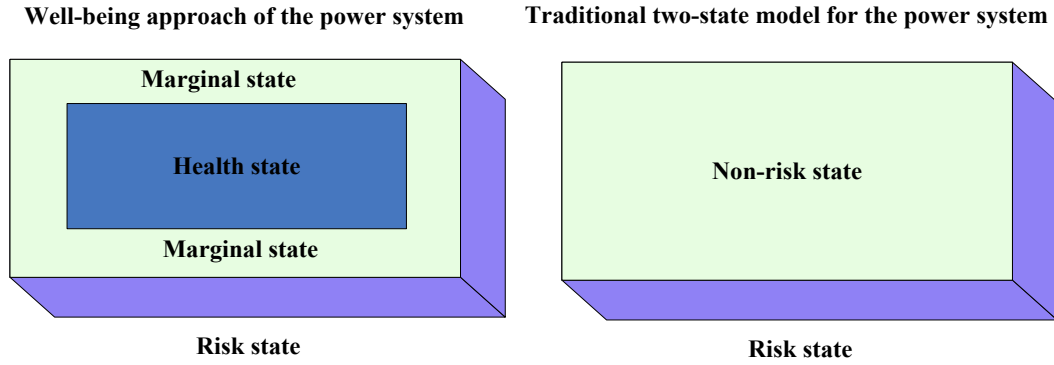 Well-being approach of the power system
Traditional two-state model for the power system
Marginal state
Health state
Marginal state
Risk state
Non-risk state
Risk state